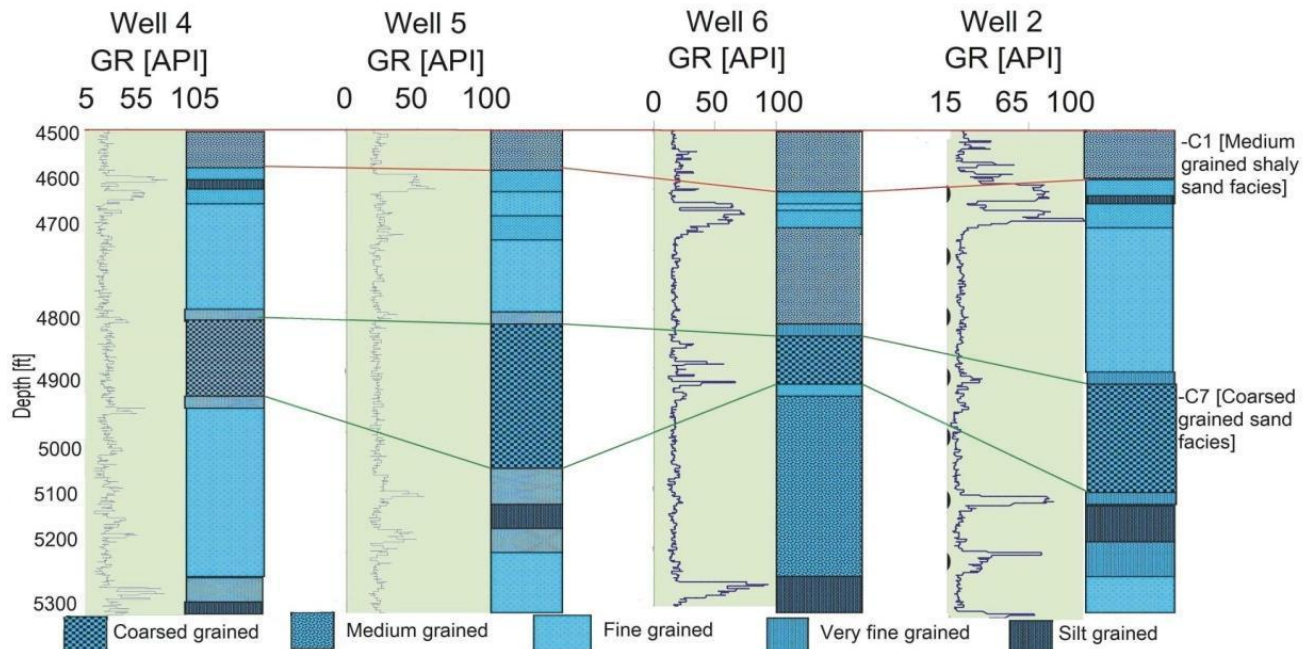 Well 4
GR [API]
5 55 105
Well 5
GR [API]
0 50 100
Well 6
GR [API]
0 50 100
Well 2
GR [API]
15 65 100
Depth [ft]
4500
4600
4700
4800
4900
5000
5100
5200
5300
-C1 [Medium
grained shaly
sand facies]
-C7 [Coarsed
grained sand
facies]
Coarsed grained
Medium grained
Fine grained
Very fine grained
Silt grained